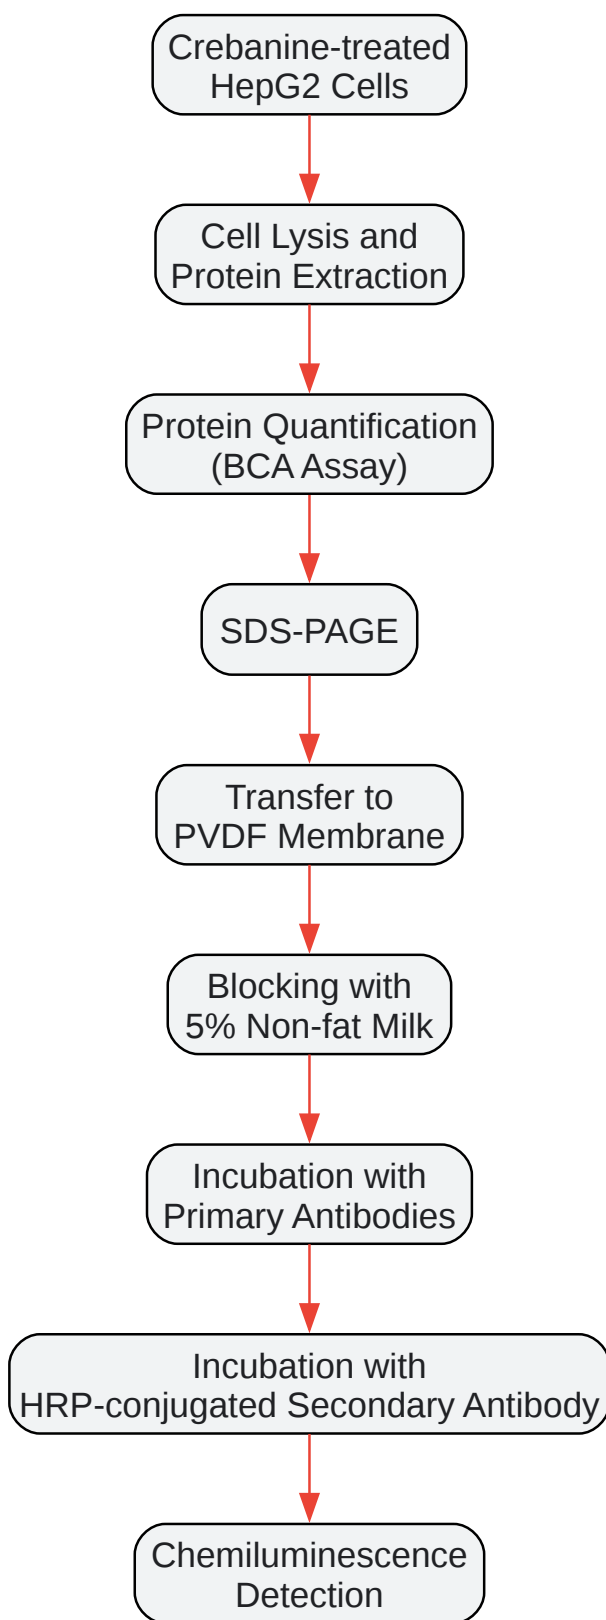 Crebanine-treated
HepG2 Cells
Cell Lysis and
Protein Extraction
Protein Quantification
(BCA Assay)
SDS-PAGE
Transfer to
PVDF Membrane
Blocking with
5% Non-fat Milk
Incubation with
Primary Antibodies
Incubation with
HRP-conjugated Secondary Antibody
Chemiluminescence
Detection